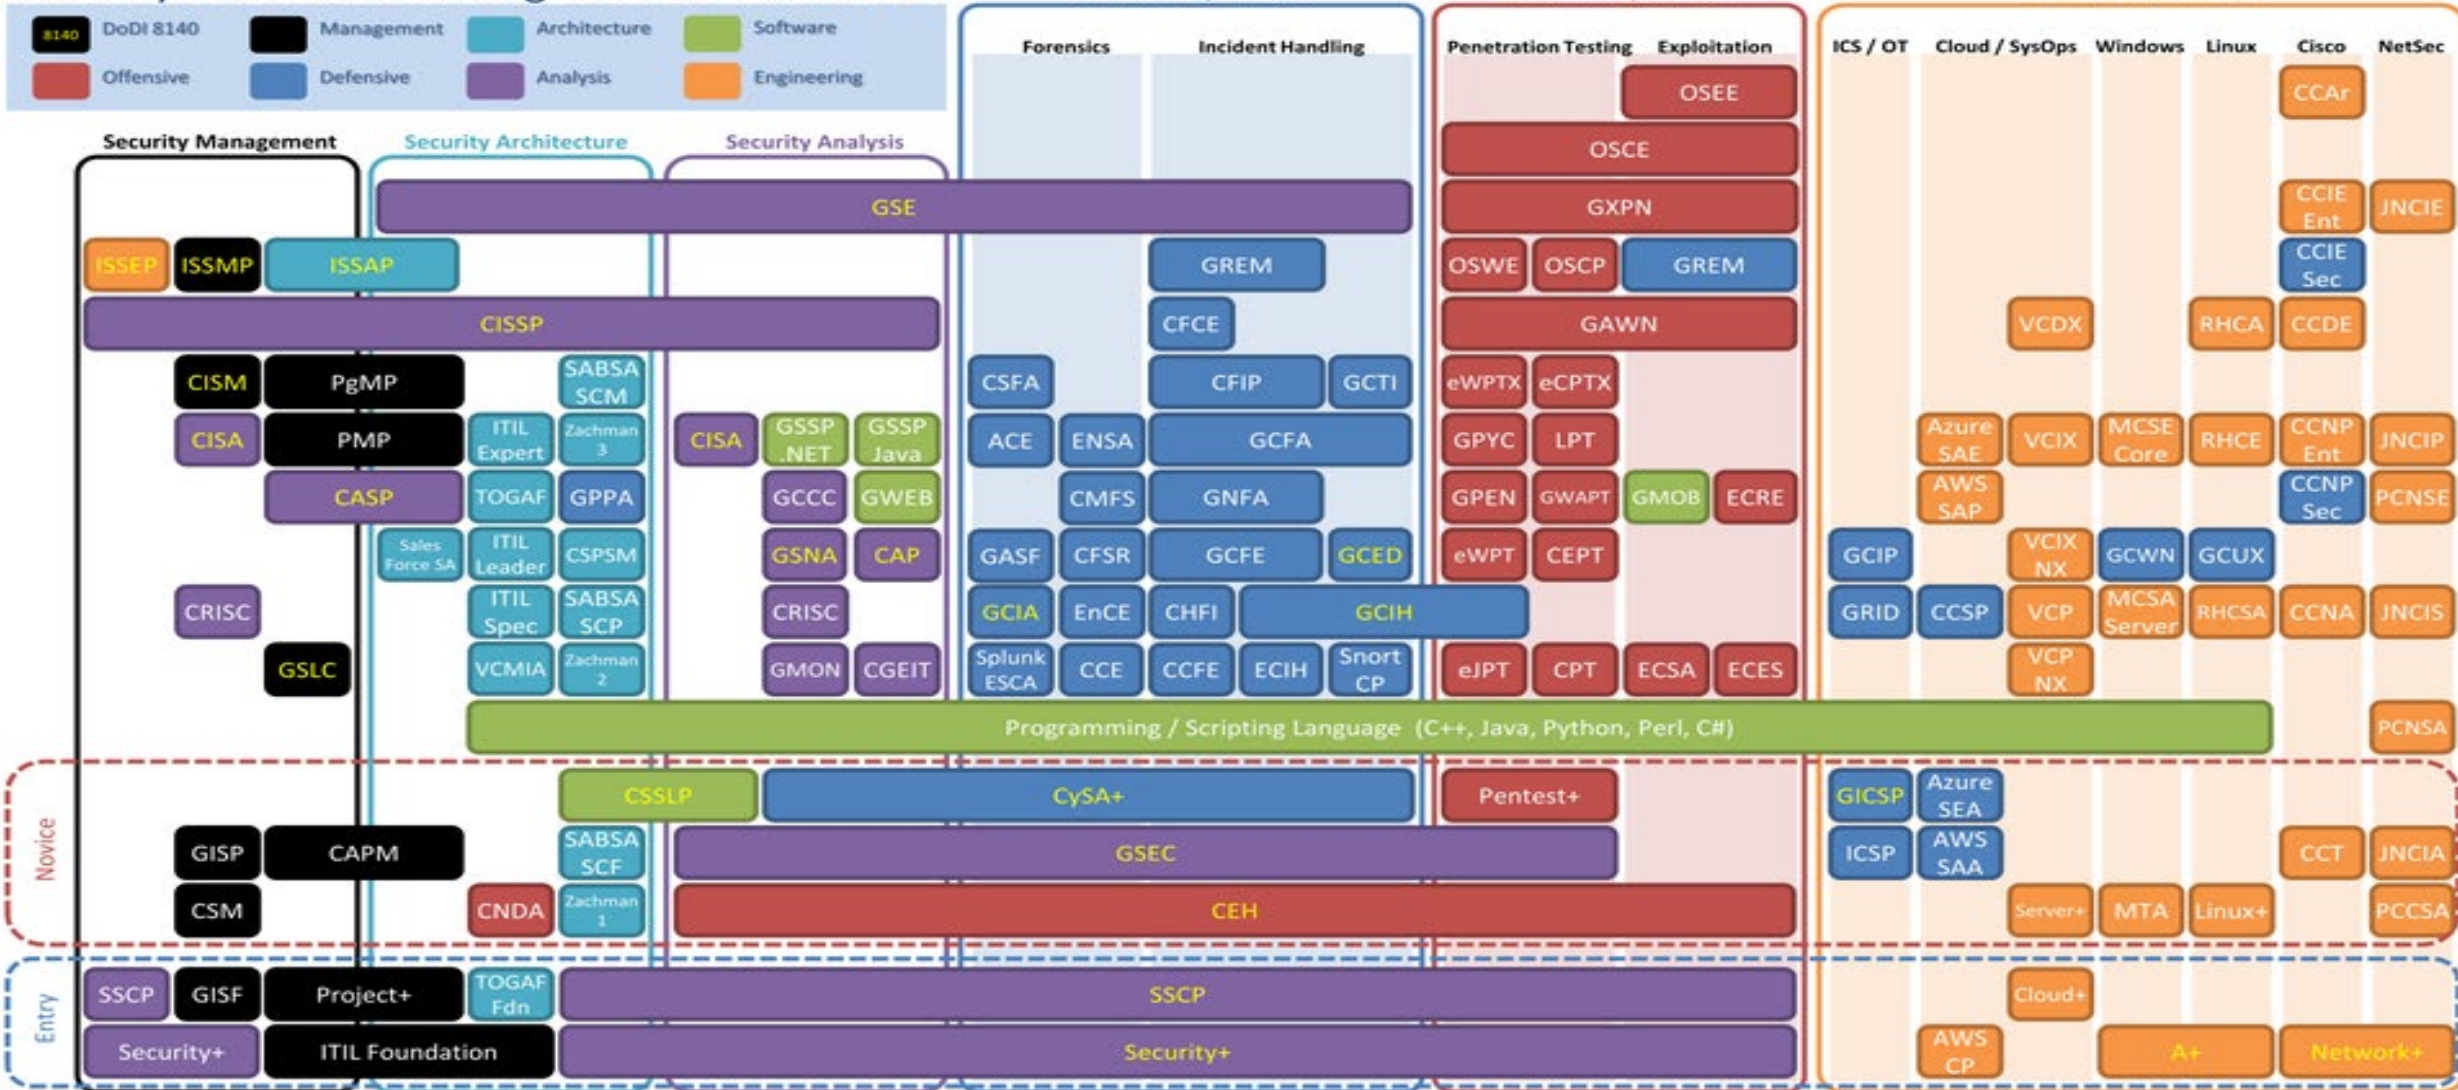 8140 DoDI 8140 Management Architecture Software
Offensive Defensive Analysis Engineering
Forensics Incident Handling Penetration Testing Exploitation ICS / OT Cloud / SysOps Windows Linux Cisco NetSec
OSEE CCAr
Security Management Security Architecture Security Analysis
OSCE
GSE GXPN CCIE Ent JNCIE
ISSEP ISSMP ISSAP GREM OSWE OSCP GREM CCIE Sec
CISSP CFCE GAWN VCDX RHCA CCDE
CISM PgMP SABSA SCM CSFA CFIP GCTI eWPTX eCPTX
CISA PMP ITIL Expert Zachman 3 CISA GSSP .NET GSSP Java ACE ENSA GCFA GPYC LPT Azure SAE VCIX MCSE Core RHCE CCNP Ent JNCIP
CASP TOGAF GPPA GCCC GWEB CMFS GNFA GPEN GWAPT GMOB ECRE AWS SAP CCNP Sec PCNSE
Sales Force SA ITIL Leader CSPSM GSNA CAP GASF CFSR GCFE GCED eWPT CEPT GCIP VCIX NX GCWN GCUX
CRISC ITIL Spec SABSA SCP CRISC GCIA EnCE CHFI GCIH GRID CCSP VCP MCSA Server RHCSA CCNA JNCIS
GSLC VCMIA Zachman 2 GMON CGEIT Splunk ESCA CCE CCFE ECIH Snort CP eJPT CPT ECSA ECES VCP NX
Programming / Scripting Language (C++, Java, Python, Perl, C#) PCNSA
Novice
CSSLP CySA+ Pentest+ GICSP Azure SEA
GISP CAPM SABSA SCF GSEC ICSP AWS SAA CCT JNCIA
CSM CNDA Zachman 1 CEH Server+ MTA Linux+ PCCSA
Entry
SSCP GISF Project+ TOGAF Fdn SSCP Cloud+
Security+ ITIL Foundation Security+ AWS CP A+ Network+